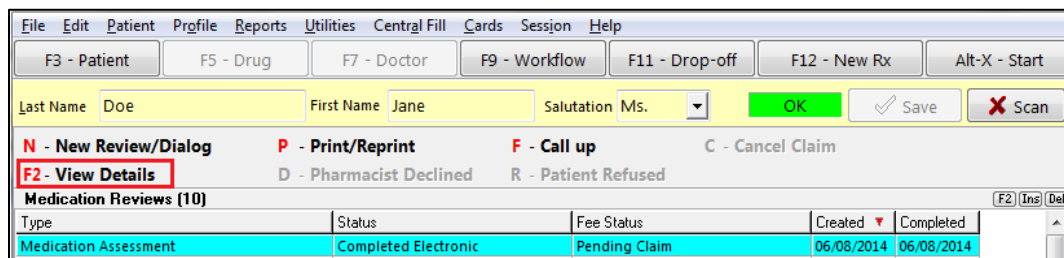 File Edit Patient Profile Reports Utilities Central Fill Cards Session Help
F3 - Patient F5 - Drug F7 - Doctor F9 - Workflow F11 - Drop-off F12 - New Rx Alt-X - Start
Last Name Doe First Name Jane Salutation Ms. OK Save Scan
N - New Review/Dialog P - Print/Reprint F - Call up C - Cancel Claim
F2 - View Details D - Pharmacist Declined R - Patient Refused
Medication Reviews (10) F2 Ins Del
Type Status Fee Status Created Completed
Medication Assessment Completed Electronic Pending Claim 06/08/2014 06/08/2014